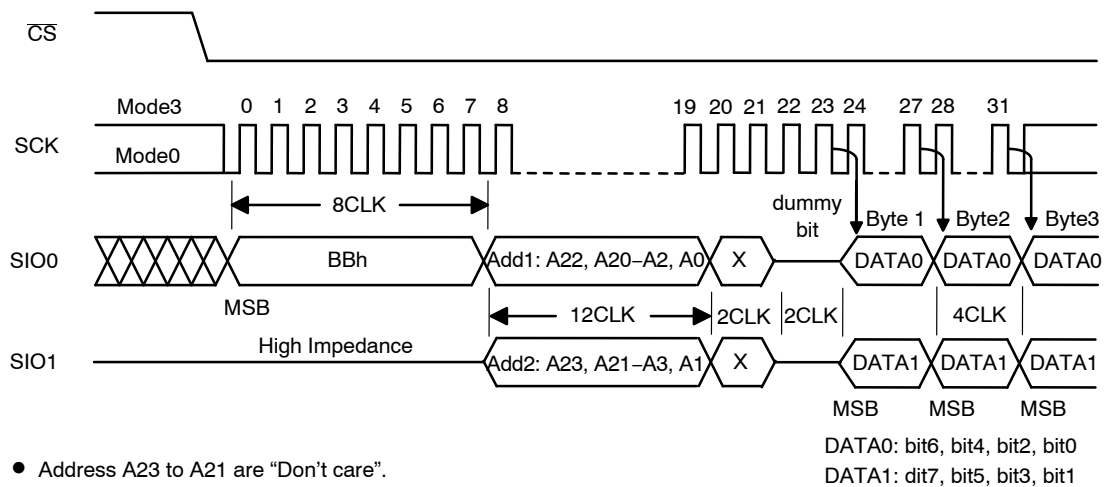 CS
Mode3 0 1 2 3 4 5 6 7 8 19 20 21 22 23 24 27 28 31
SCK
Mode0
8CLK
dummy
bit
Byte 1 Byte2 Byte3
SIO0 BBh Add1: A22, A20−A2, A0 X DATA0 DATA0 DATA0
MSB
12CLK 2CLK 2CLK 4CLK
High Impedance
SIO1 Add2: A23, A21−A3, A1 X DATA1 DATA1 DATA1
MSB MSB MSB
DATA0: bit6, bit4, bit2, bit0
● Address A23 to A21 are “Don’t care”.
DATA1: dit7, bit5, bit3, bit1